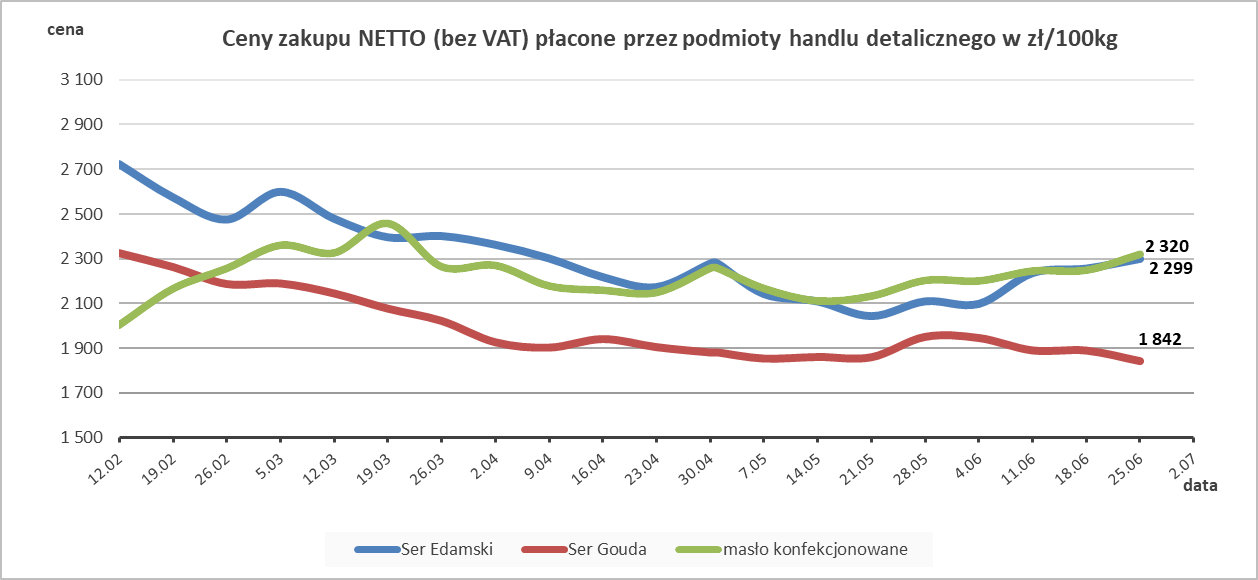 cena
Ceny zakupu NETTO (bez VAT) płacone przez podmioty handlu detalicznego w zł/100kg
3 100
2 900
2 700
2 500
2 300
2 100
1 900
1 700
1 500
2 320
2 299
1 842
12.02 19.02 26.02 5.03 12.03 19.03 26.03 2.04 9.04 16.04 23.04 30.04 7.05 14.05 21.05 28.05 4.06 11.06 18.06 25.06 2.07
data
Ser Edamski Ser Gouda masło konfekcjonowane